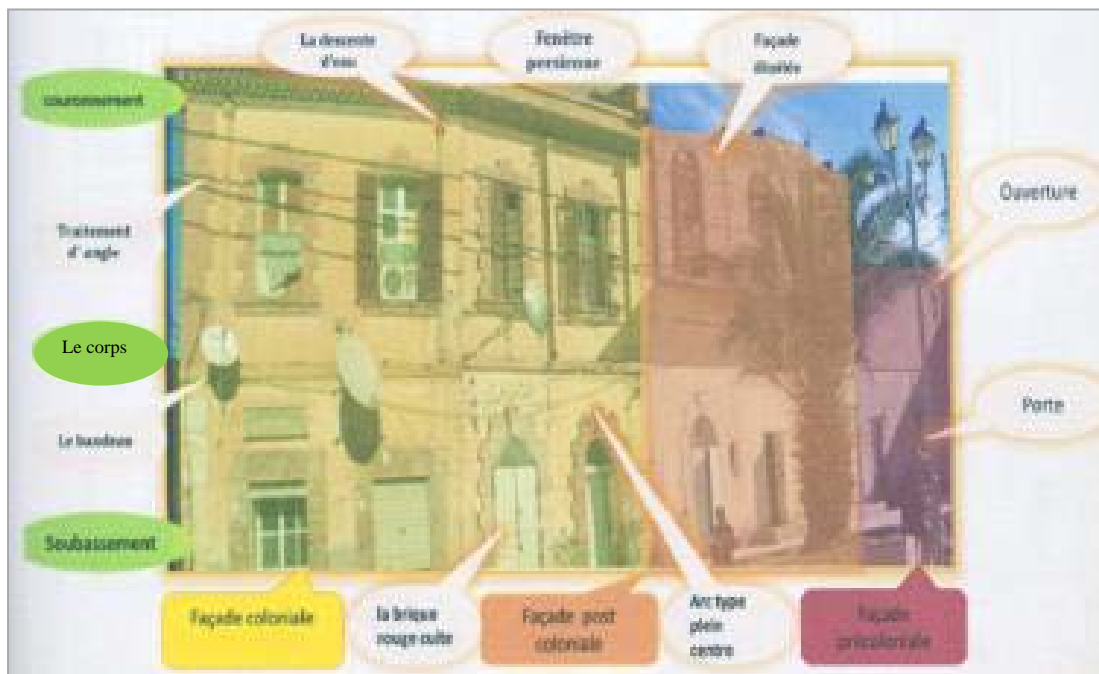 La descente
d'eau
Fenêtre
persienne
Façade
couronnement
Ouverture
Traitement
d' angle
Le corps
Porte
Le bandeau
Soubassement
Façade coloniale
la brique
rouge cuite
Façade post
coloniale
Arc type
plein
centre
Façade
précoloniale